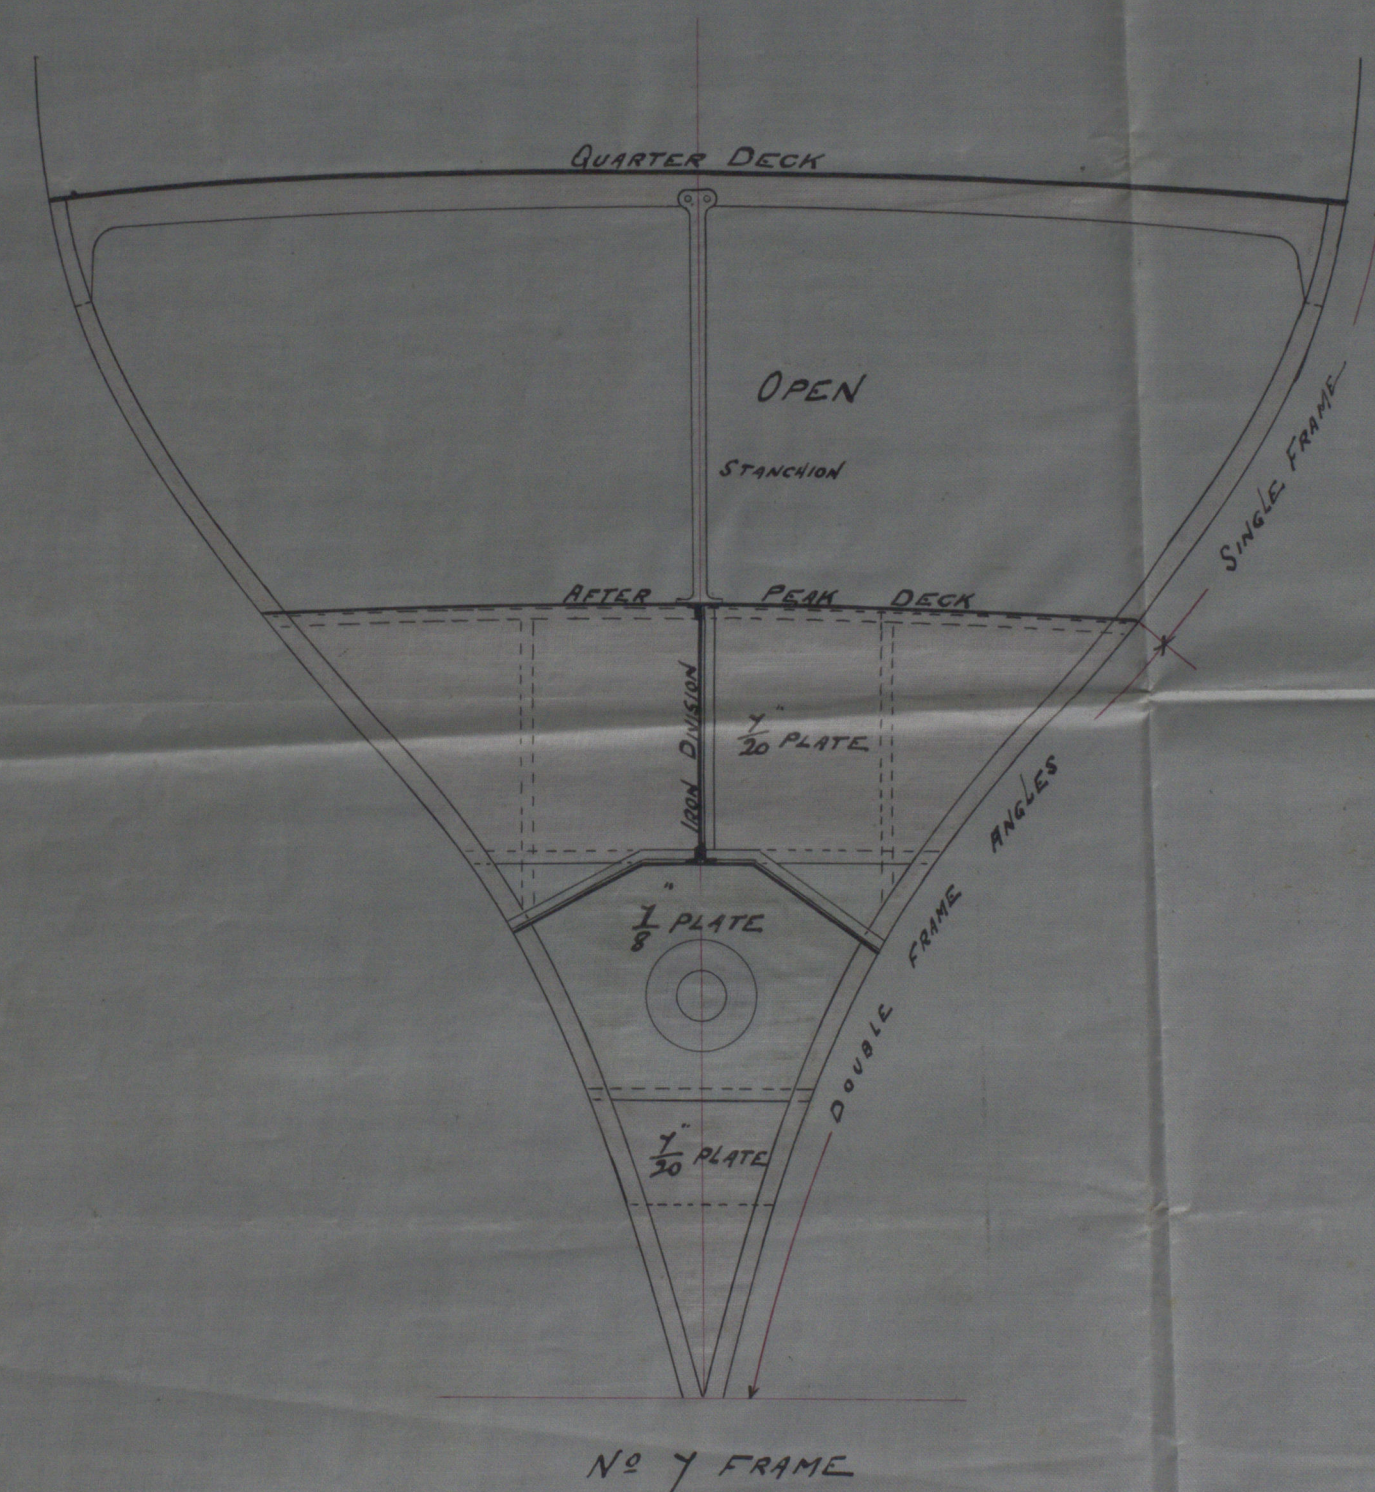 QUARTER DECK
OPEN
STANCHION
SINGLE FRAME
AFTER PEAK DECK
IRON DIVISION
7/20" PLATE
DOUBLE FRAME ANGLES
7/8" PLATE
7/20" PLATE
Nº 7 FRAME